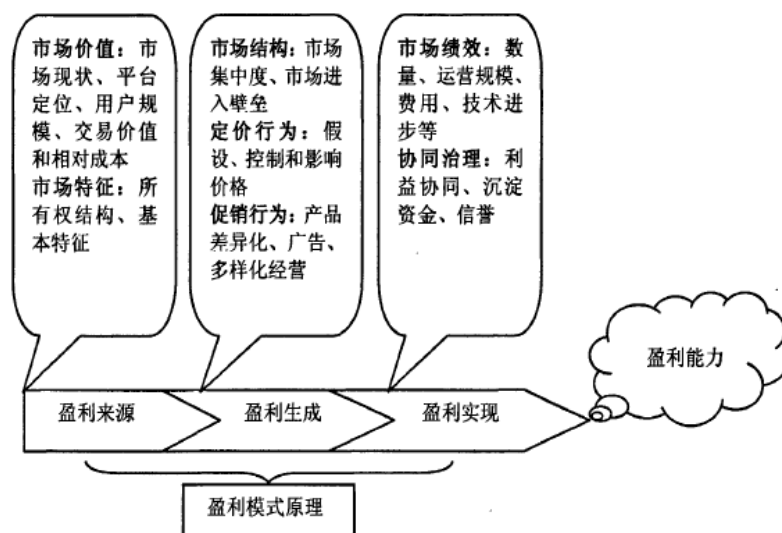 市场价值：市
场现状、平台
定位、用户规
模、交易价值
和相对成本
市场特征：所
有权结构、基
本特征
市场结构：市场
集中度、市场进
入壁垒
定价行为：假
设、控制和影响
价格
促销行为：产品
差异化、广告、
多样化经营
市场绩效：数
量、运营规模、
费用、技术进
步等
协同治理：利
益协同、沉淀
资金、信誉
盈利能力
盈利来源
盈利生成
盈利实现
盈利模式原理